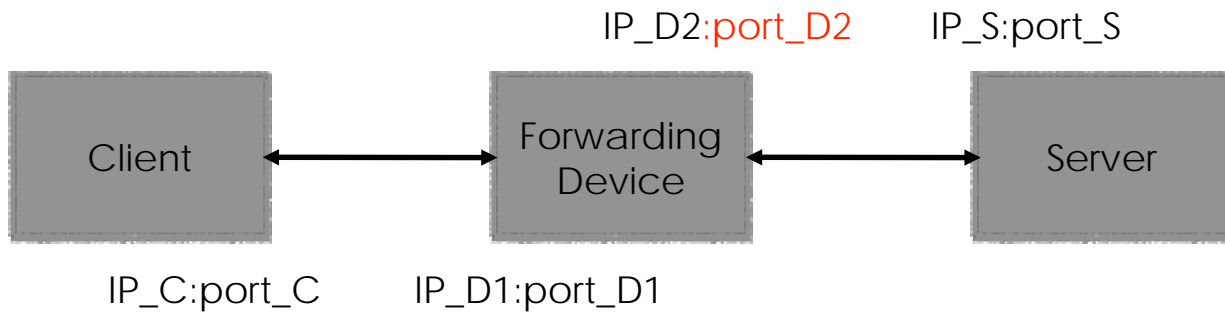 IP_D2:port_D2 IP_S:port_S
Client
Forwarding
Device
Server
IP_C:port_C IP_D1:port_D1